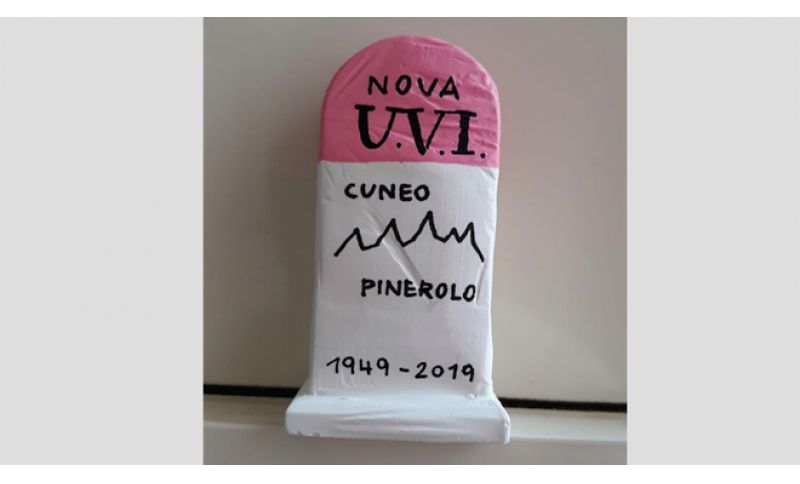 NOVA
U.V.I.
CUNEO
PINEROLO
1949-2019